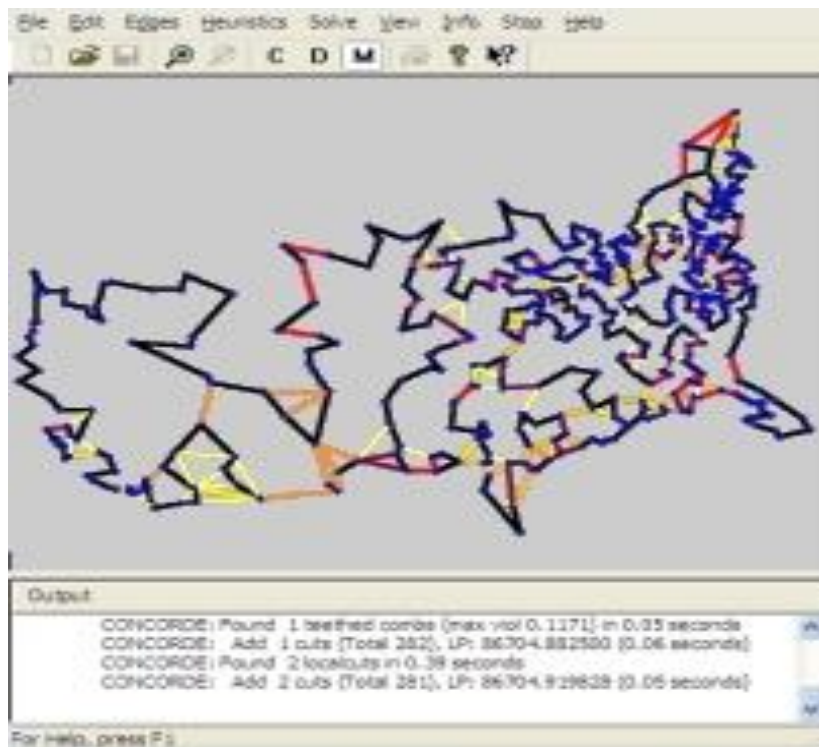 File Edit Edges Heuristics Solve View Info Stop Help
C D M
Output
CONCORDE: Found 1 teethed combs (max viol 0.1171) in 0.05 seconds
CONCORDE: Add 1 cuts (Total 282), LP: 86704.882580 (0.06 seconds)
CONCORDE: Found 2 localcuts in 0.39 seconds
CONCORDE: Add 2 cuts (Total 281), LP: 86704.919828 (0.05 seconds)
For Help, press F1